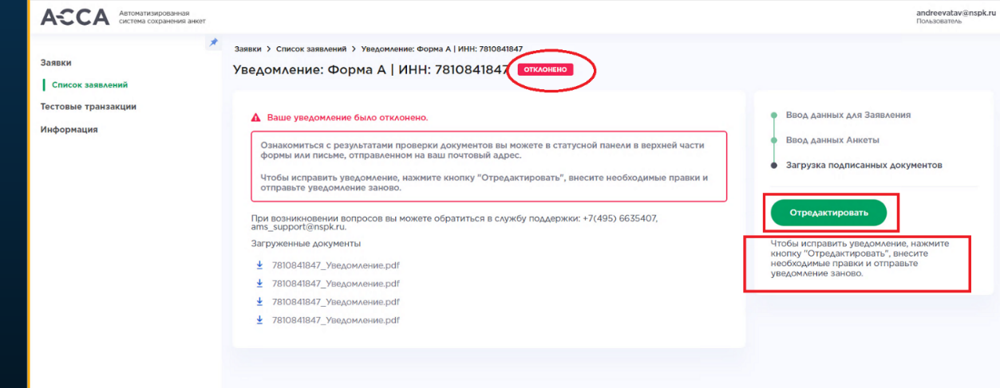 АССА
Автоматизированная
система сохранения анкет
andreevatav@nspk.ru
Пользователь
Заявки
Список заявлений
Тестовые транзакции
Информация
Заявки > Список заявлений > Уведомление: Форма А | ИНН: 7810841847
Уведомление: Форма А | ИНН: 7810841847 ОТКЛОНЕНО
Ваше уведомление было отклонено.
Ознакомиться с результатами проверки документов вы можете в статусной панели в верхней части
формы или письме, отправленном на ваш почтовый адрес.
Чтобы исправить уведомление, нажмите кнопку "Отредактировать", внесите необходимые правки и
отправьте уведомление заново.
При возникновении вопросов вы можете обратиться в службу поддержки: +7(495) 6635407,
ams_support@nspk.ru.
Загруженные документы
7810841847_Уведомление.pdf
7810841847_Уведомление.pdf
7810841847_Уведомление.pdf
7810841847_Уведомление.pdf
Ввод данных для Заявления
Ввод данных Анкеты
Загрузка подписанных документов
Отредактировать
Чтобы исправить уведомление, нажмите
кнопку "Отредактировать", внесите
необходимые правки и отправьте
уведомление заново.